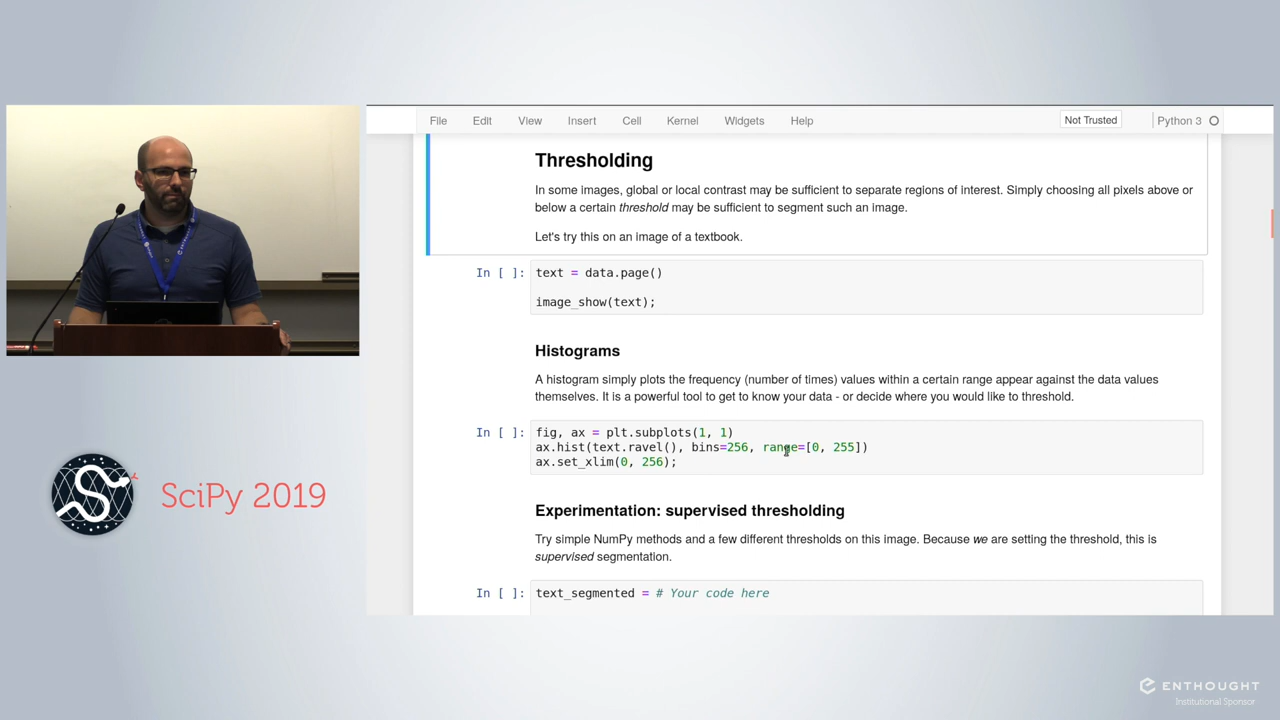 File Edit View Insert Cell Kernel Widgets Help Not Trusted Python 3
Thresholding
In some images, global or local contrast may be sufficient to separate regions of interest. Simply choosing all pixels above or
below a certain threshold may be sufficient to segment such an image.
Let's try this on an image of a textbook.
In [ ]: text = data.page()
image_show(text);
Histograms
A histogram simply plots the frequency (number of times) values within a certain range appear against the data values
themselves. It is a powerful tool to get to know your data - or decide where you would like to threshold.
In [ ]: fig, ax = plt.subplots(1, 1)
ax.hist(text.ravel(), bins=256, range=[0, 255])
ax.set_xlim(0, 256);
Experimentation: supervised thresholding
Try simple NumPy methods and a few different thresholds on this image. Because we are setting the threshold, this is
supervised segmentation.
In [ ]: text_segmented = # Your code here
SciPy 2019
ENTHOUGHT
Institutional Sponsor